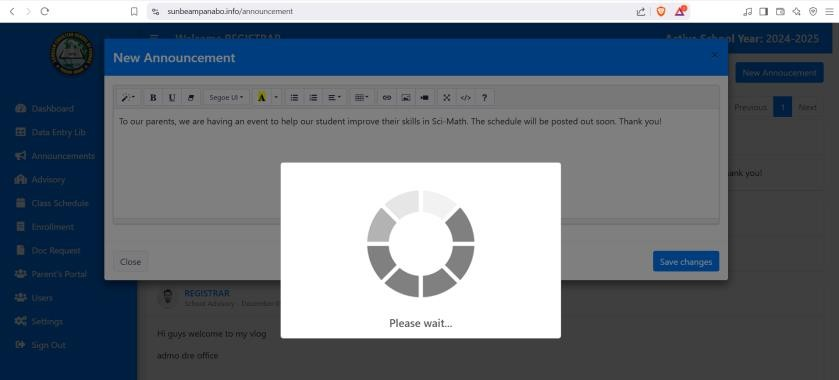 sunbeampanabo.info/announcement
Welcome REGISTRAR
Active School Year: 2024-2025
New Announcement
×
New Annoucement
B U Segoe UI A </> ?
To our parents, we are having an event to help our student improve their skills in Sci-Math. The schedule will be posted out soon. Thank you!
Previous 1 Next
Dashboard
Data Entry Lib
Announcements
Advisory
Class Schedule
Enrollment
Doc Request
Parent's Portal
Users
Settings
Sign Out
ank you!
Close
Save changes
Please wait...
REGISTRAR
School Advisory - December
Hi guys welcome to my vlog
admo dre office